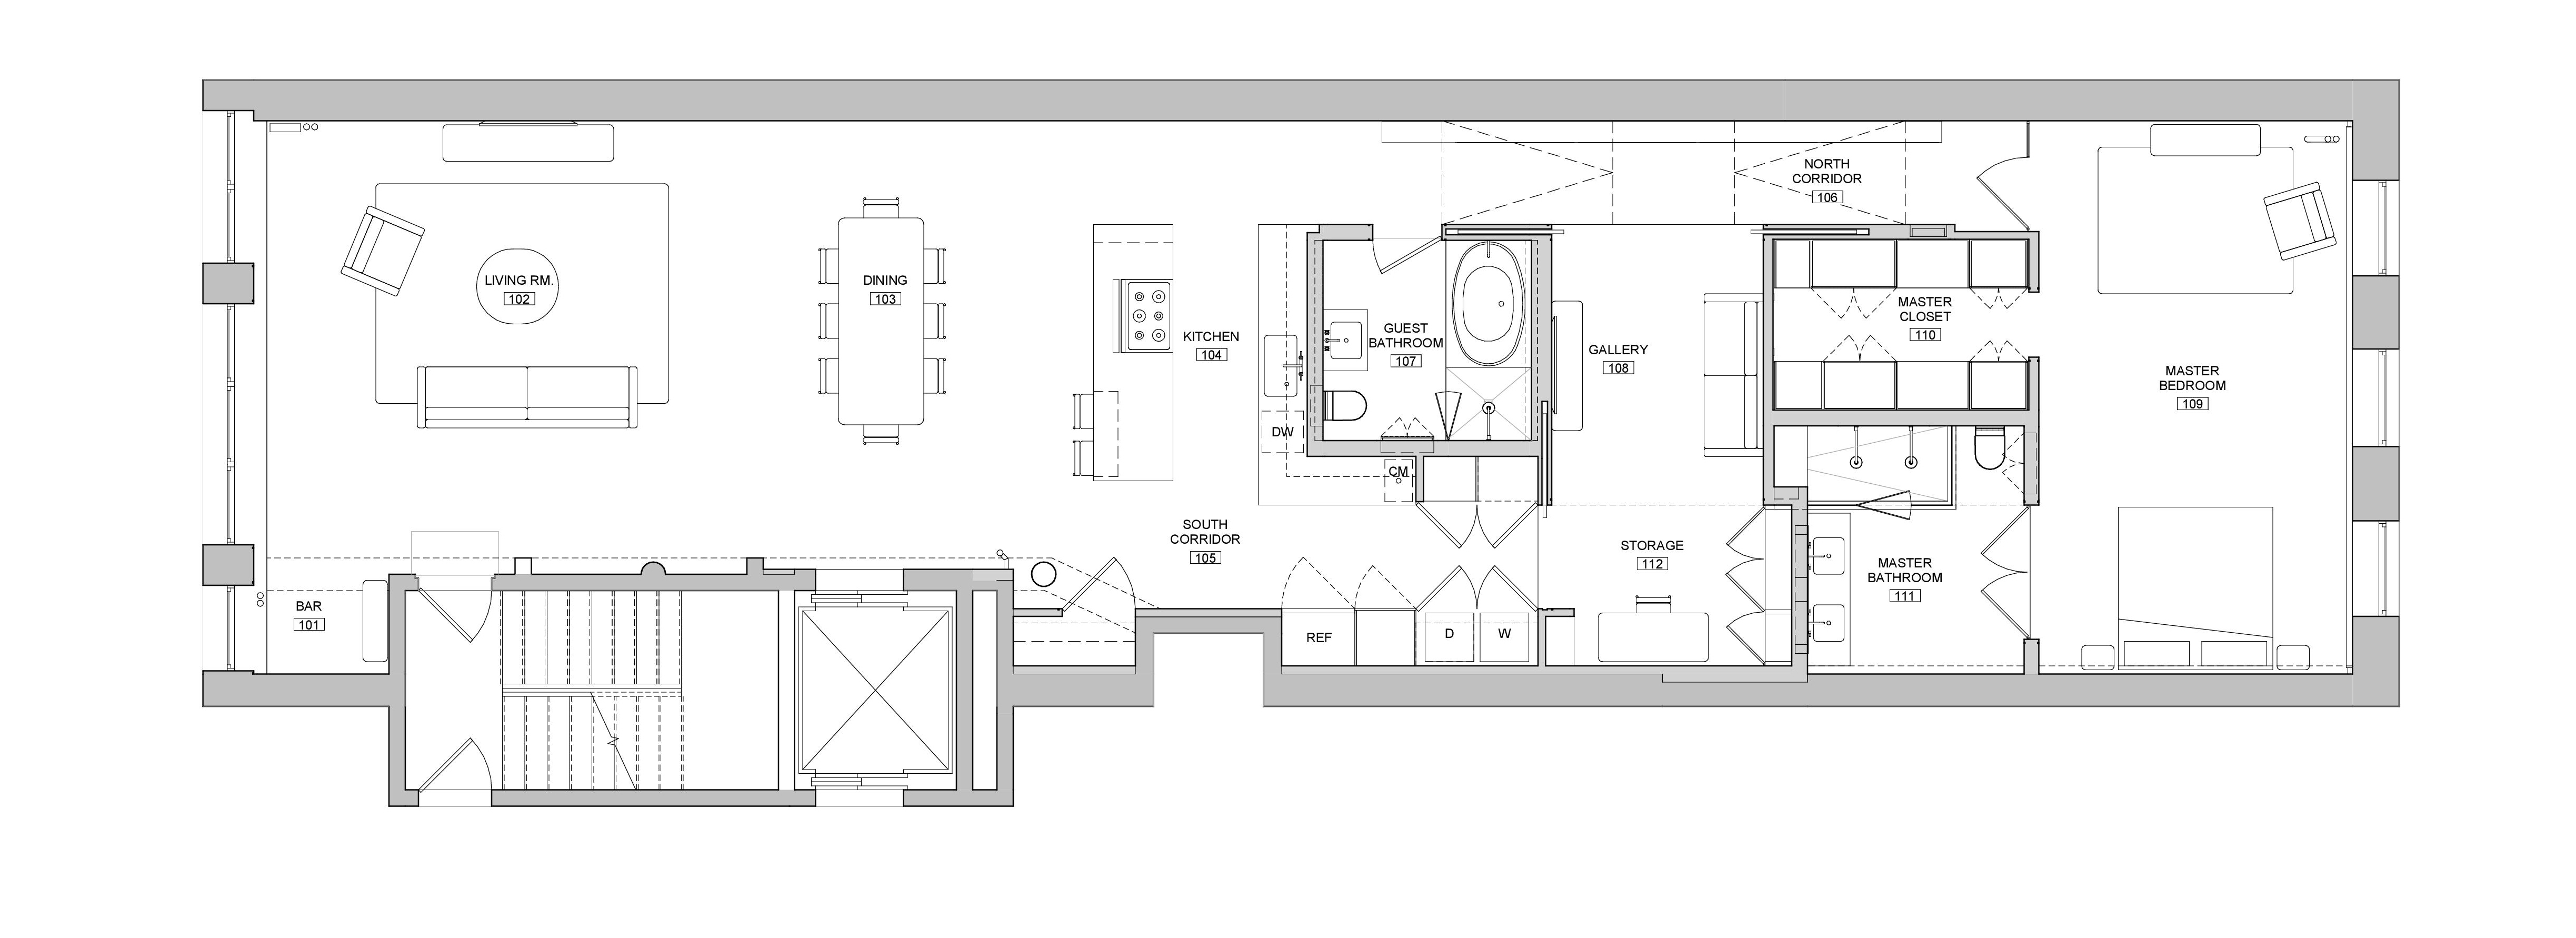 NORTH
CORRIDOR
106
LIVING RM.
102
DINING
103
KITCHEN
104
GUEST
BATHROOM
107
GALLERY
108
MASTER
CLOSET
110
MASTER
BEDROOM
109
DW
CM
SOUTH
CORRIDOR
105
STORAGE
112
MASTER
BATHROOM
111
BAR
101
REF
D
W